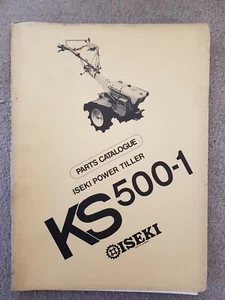 PARTS CATALOGUE
ISEKI POWER TILLER
KS500-1
ISEKI